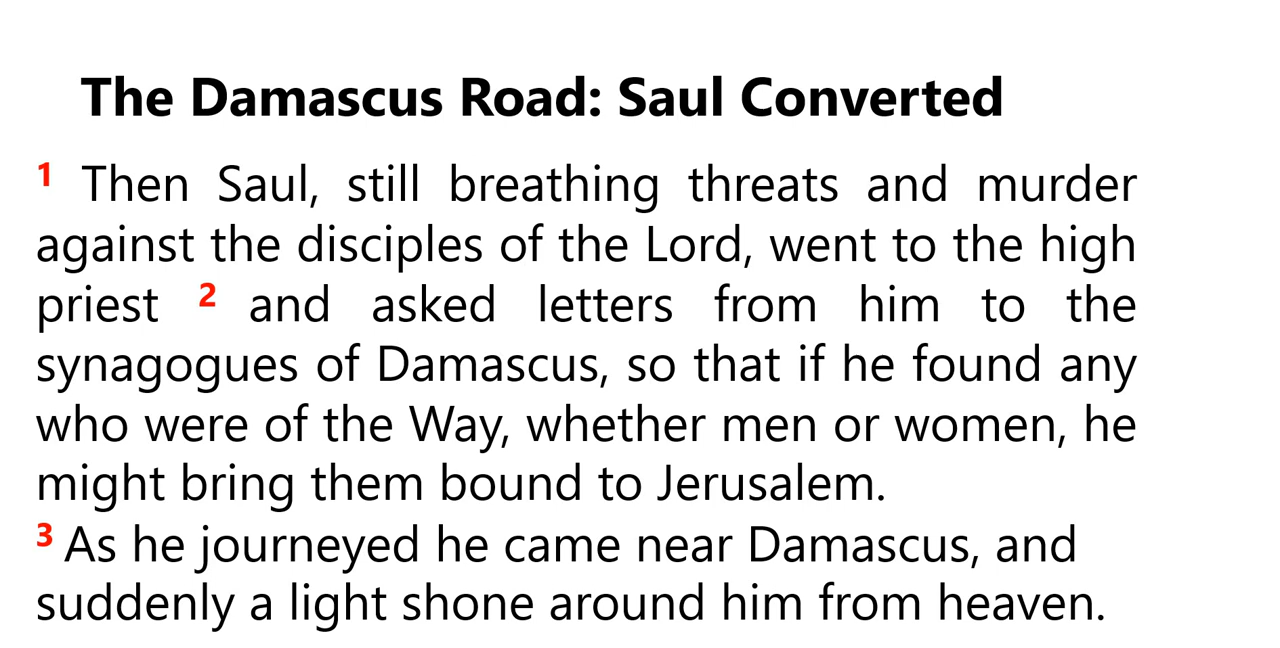 The Damascus Road: Saul Converted
1 Then Saul, still breathing threats and murder
against the disciples of the Lord, went to the high
priest 2 and asked letters from him to the
synagogues of Damascus, so that if he found any
who were of the Way, whether men or women, he
might bring them bound to Jerusalem.
3 As he journeyed he came near Damascus, and
suddenly a light shone around him from heaven.